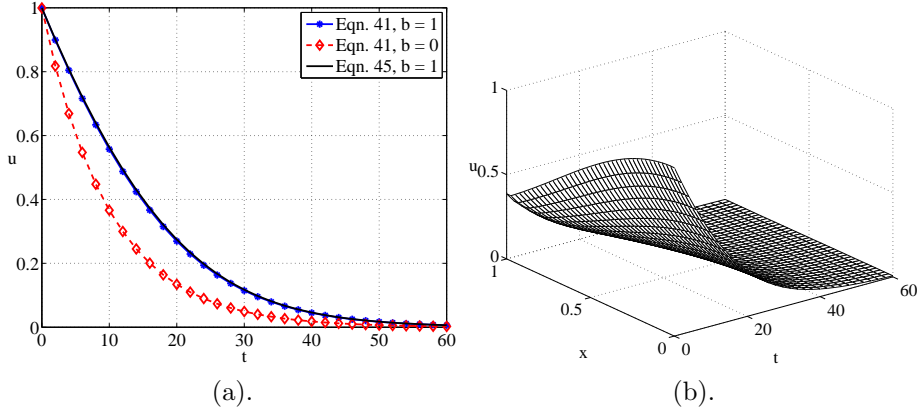 1
0.8
0.6
u
0.4
0.2
0
0 10 20 30 40 50 60
t
Eqn. 41, b = 1
Eqn. 41, b = 0
Eqn. 45, b = 1
(a).
1
u
0.5
0
1
0.5
0
x
0
20
40
60
t
(b).